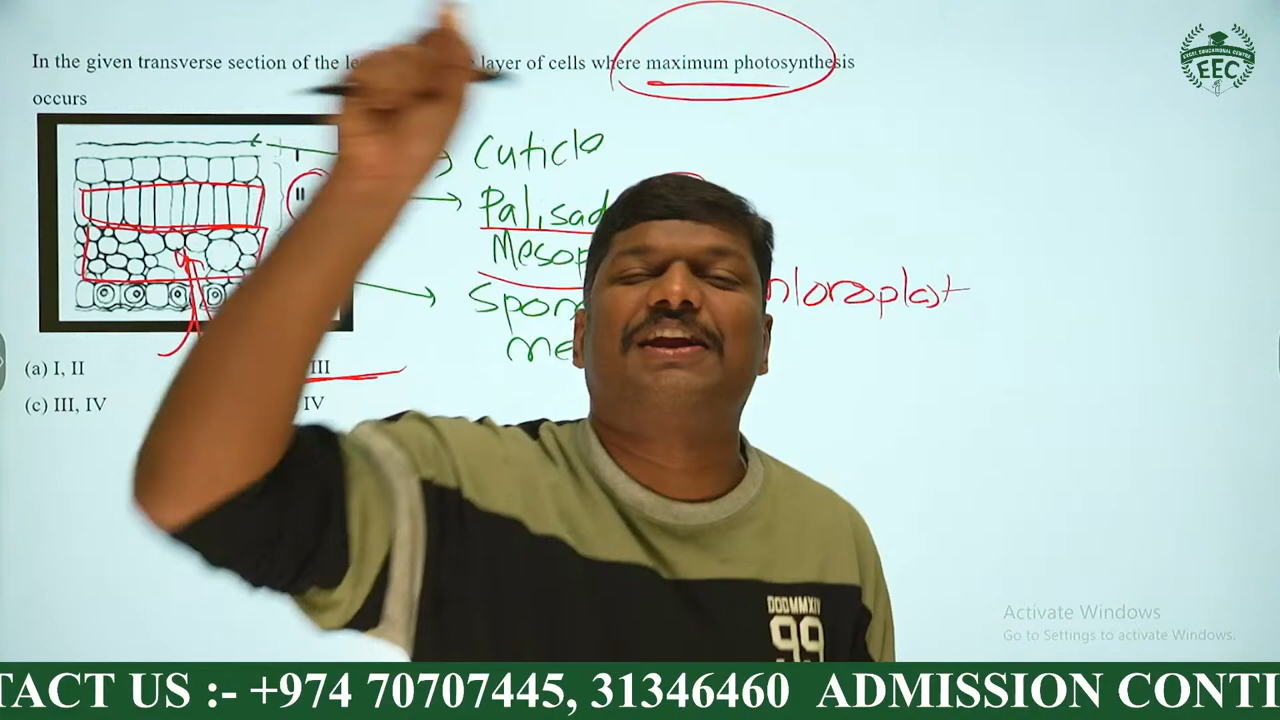 In the given transverse section of the layer of cells where maximum photosynthesis
occurs
EEC
Cuticle
I
II
Palisad
Mesop
Spon
me
hloroplast
(a) I, II
III
(c) III, IV
IV
DODMMXIV
99
Activate Windows
Go to Settings to activate Windows.
TACT US :- +974 70707445, 31346460 ADMISSION CONTI